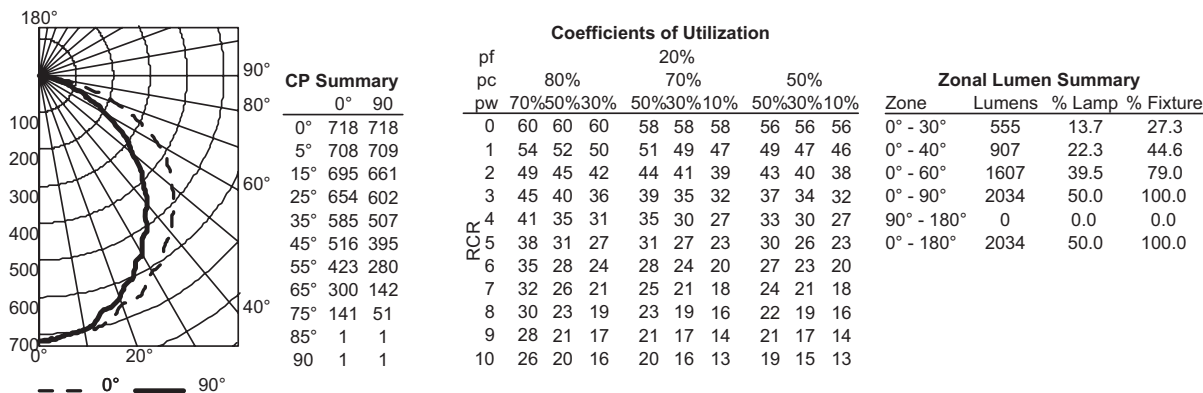 180°
90°
80°
60°
40°
20°
0°
100
200
300
400
500
600
700
0° 90°
CP Summary
0° 90
0° 718 718
5° 708 709
15° 695 661
25° 654 602
35° 585 507
45° 516 395
55° 423 280
65° 300 142
75° 141 51
85° 1 1
90 1 1
Coefficients of Utilization
pf 20%
pc 80% 70% 50%
pw 70%50%30% 50%30%10% 50%30%10%
RCR
0 60 60 60 58 58 58 56 56 56
1 54 52 50 51 49 47 49 47 46
2 49 45 42 44 41 39 43 40 38
3 45 40 36 39 35 32 37 34 32
4 41 35 31 35 30 27 33 30 27
5 38 31 27 31 27 23 30 26 23
6 35 28 24 28 24 20 27 23 20
7 32 26 21 25 21 18 24 21 18
8 30 23 19 23 19 16 22 19 16
9 28 21 17 21 17 14 21 17 14
10 26 20 16 20 16 13 19 15 13
Zonal Lumen Summary
Zone Lumens % Lamp % Fixture
0° - 30° 555 13.7 27.3
0° - 40° 907 22.3 44.6
0° - 60° 1607 39.5 79.0
0° - 90° 2034 50.0 100.0
90° - 180° 0 0.0 0.0
0° - 180° 2034 50.0 100.0